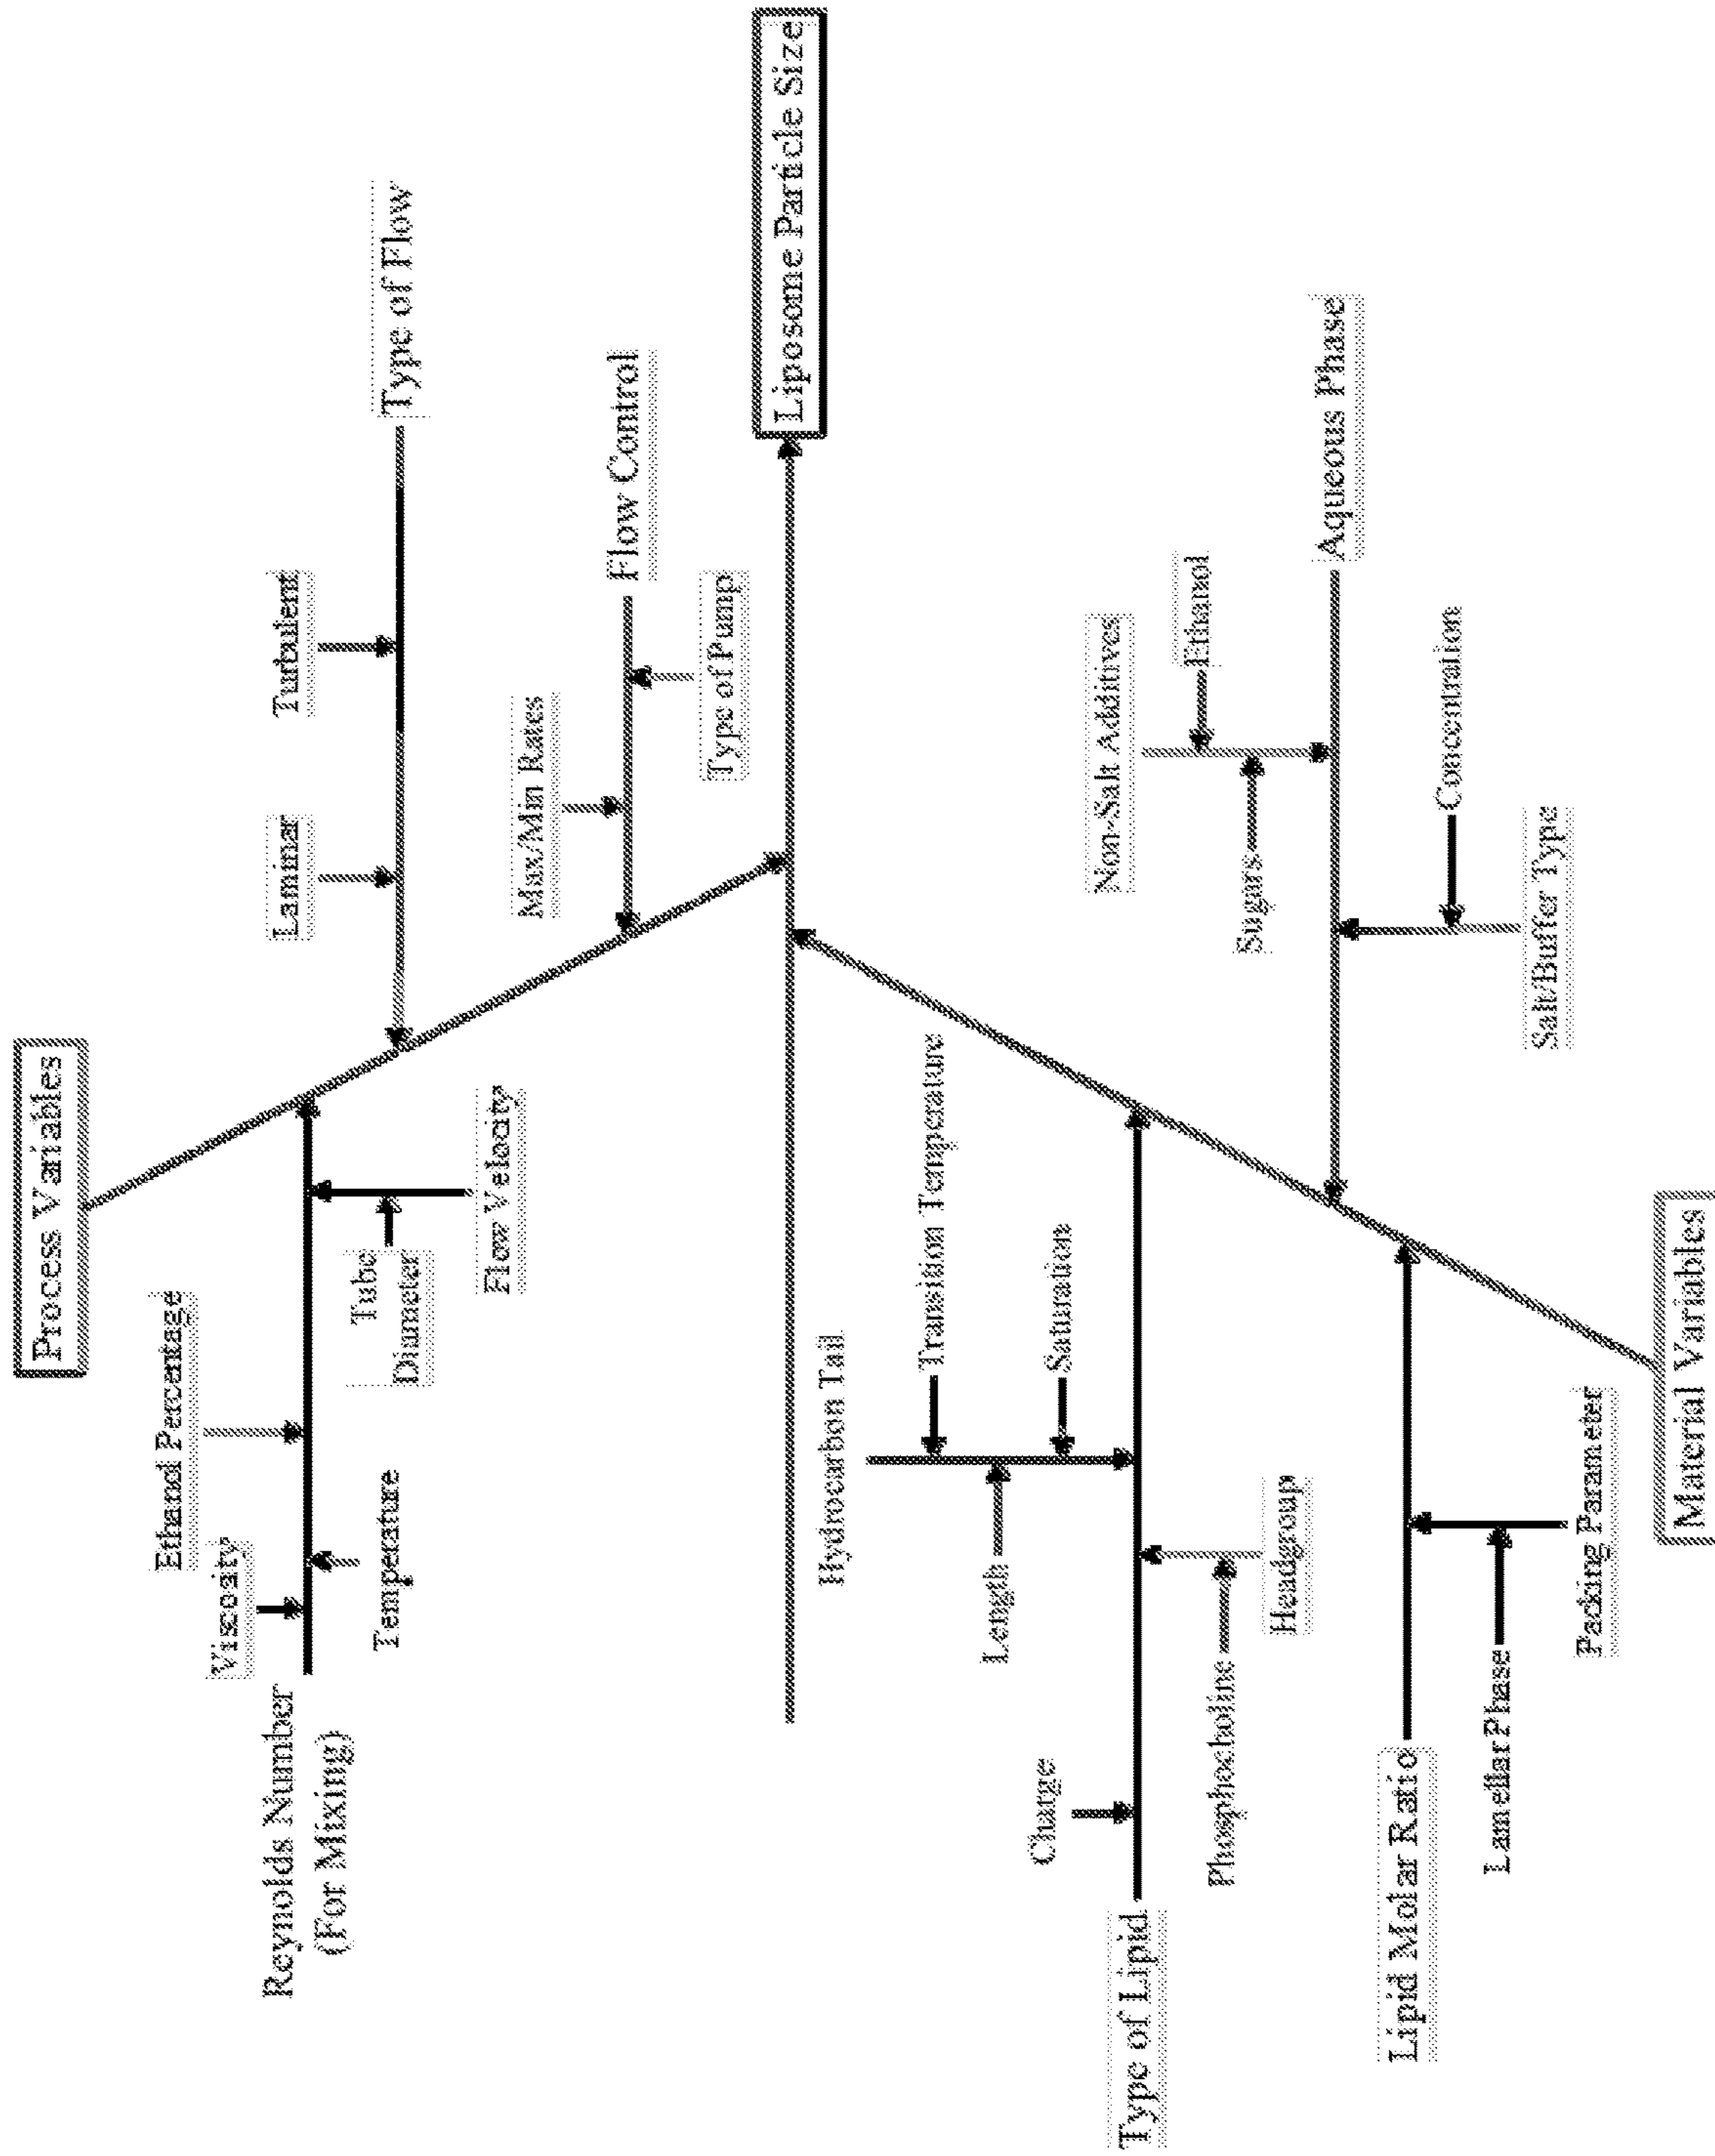 Process Variables
Ethanol Percentage
Viscosity
Reynolds Number
(For Mixing)
Temperature
Tube
Diameter
Flow Velocity
Laminar
Turbulent
Type of Flow
Max/Min Rates
Flow Control
Type of Pump
Liposome Particle Size
Hydrocarbon Tail
Transition Temperature
Length
Saturation
Charge
Type of Lipid
Phosphocholine
Headgroup
Non-Salt Additives
Ethanol
Sugars
Aqueous Phase
Concentration
Salt/Buffer Type
Lipid Molar Ratio
Lamellar Phase
Packing Parameter
Material Variables